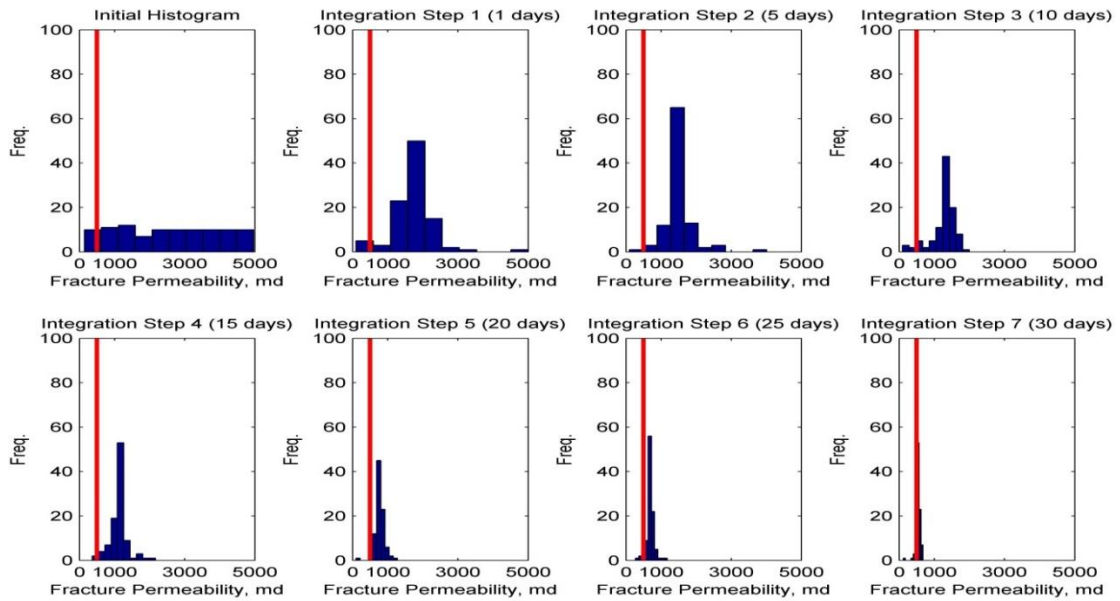 Initial Histogram
100
80
60
40
20
0
Freq.
0 1000 3000 5000
Fracture Permeability, md
Integration Step 1 (1 days)
100
80
60
40
20
0
Freq.
0 1000 3000 5000
Fracture Permeability, md
Integration Step 2 (5 days)
100
80
60
40
20
0
Freq.
0 1000 3000 5000
Fracture Permeability, md
Integration Step 3 (10 days)
100
80
60
40
20
0
Freq.
0 1000 3000 5000
Fracture Permeability, md
Integration Step 4 (15 days)
100
80
60
40
20
0
Freq.
0 1000 3000 5000
Fracture Permeability, md
Integration Step 5 (20 days)
100
80
60
40
20
0
Freq.
0 1000 3000 5000
Fracture Permeability, md
Integration Step 6 (25 days)
100
80
60
40
20
0
Freq.
0 1000 3000 5000
Fracture Permeability, md
Integration Step 7 (30 days)
100
80
60
40
20
0
Freq.
0 1000 3000 5000
Fracture Permeability, md